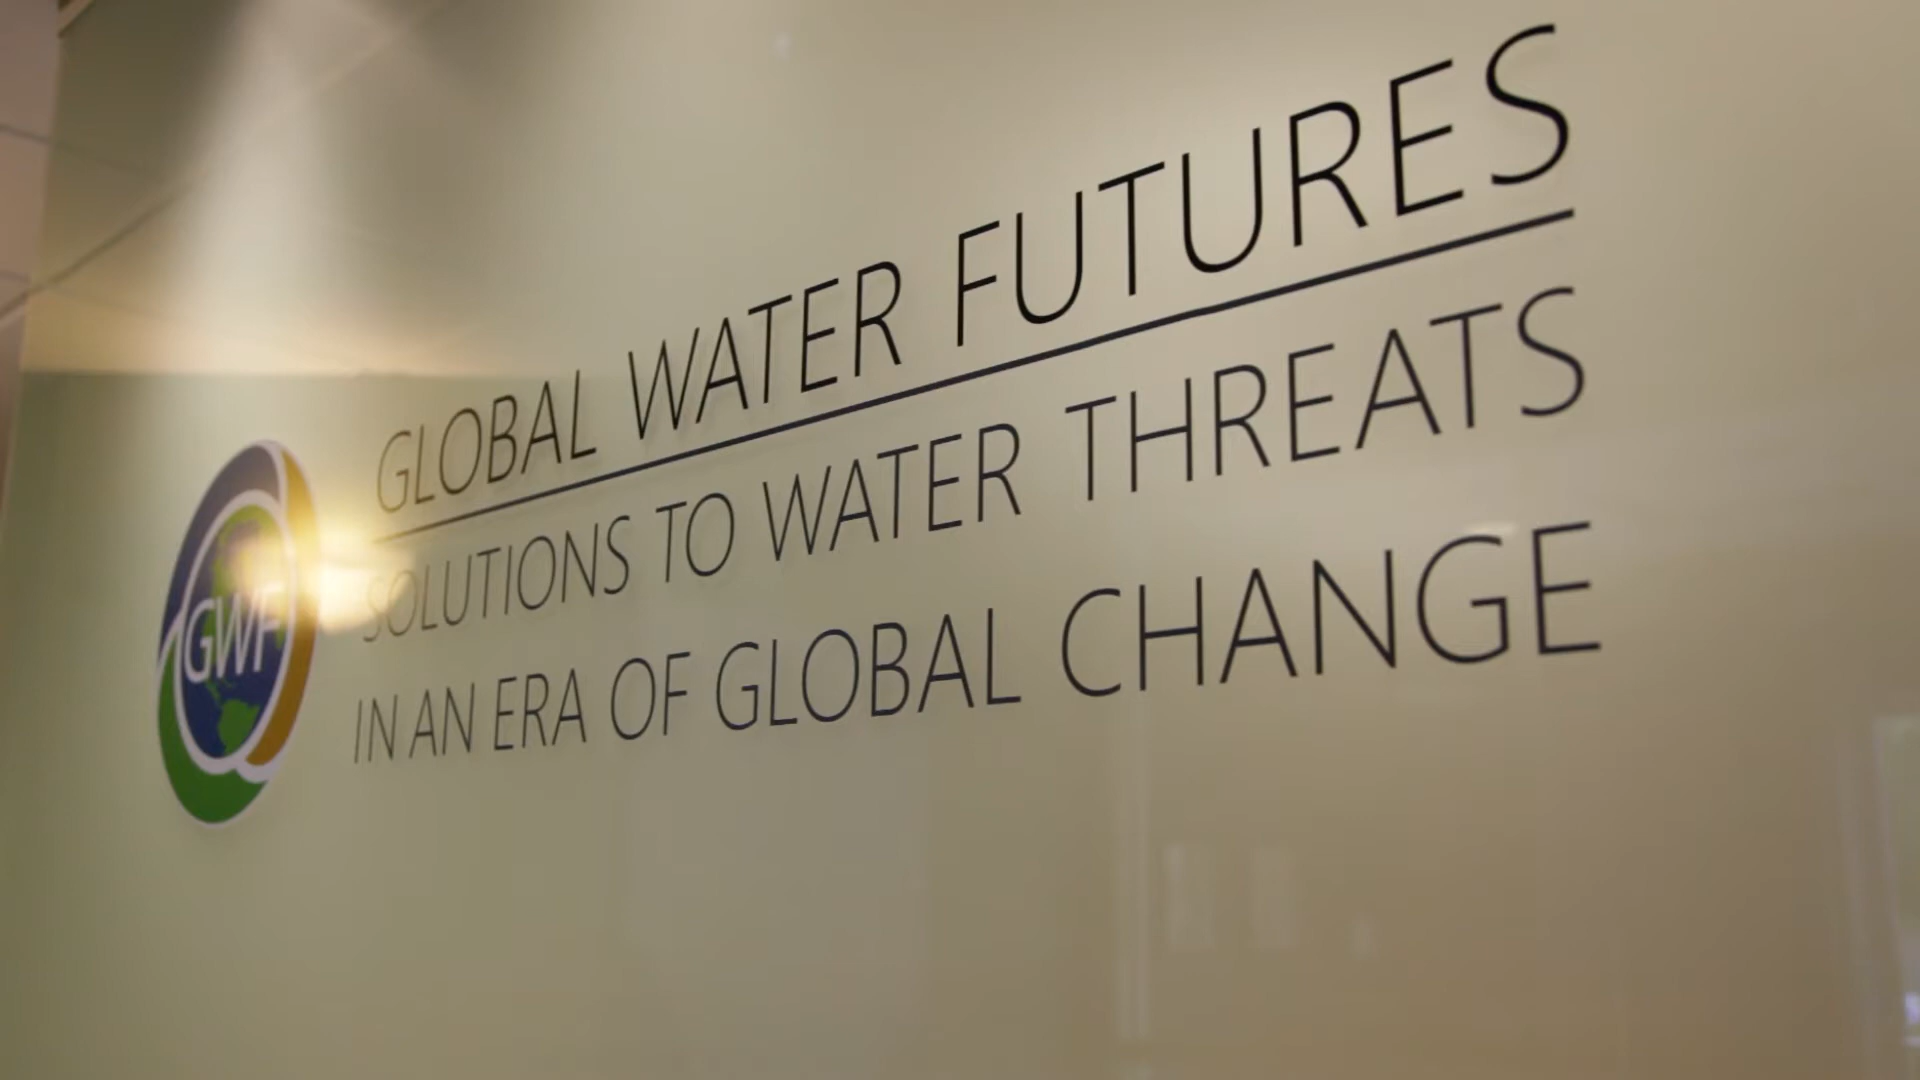 GWF
GLOBAL WATER FUTURES
SOLUTIONS TO WATER THREATS
IN AN ERA OF GLOBAL CHANGE